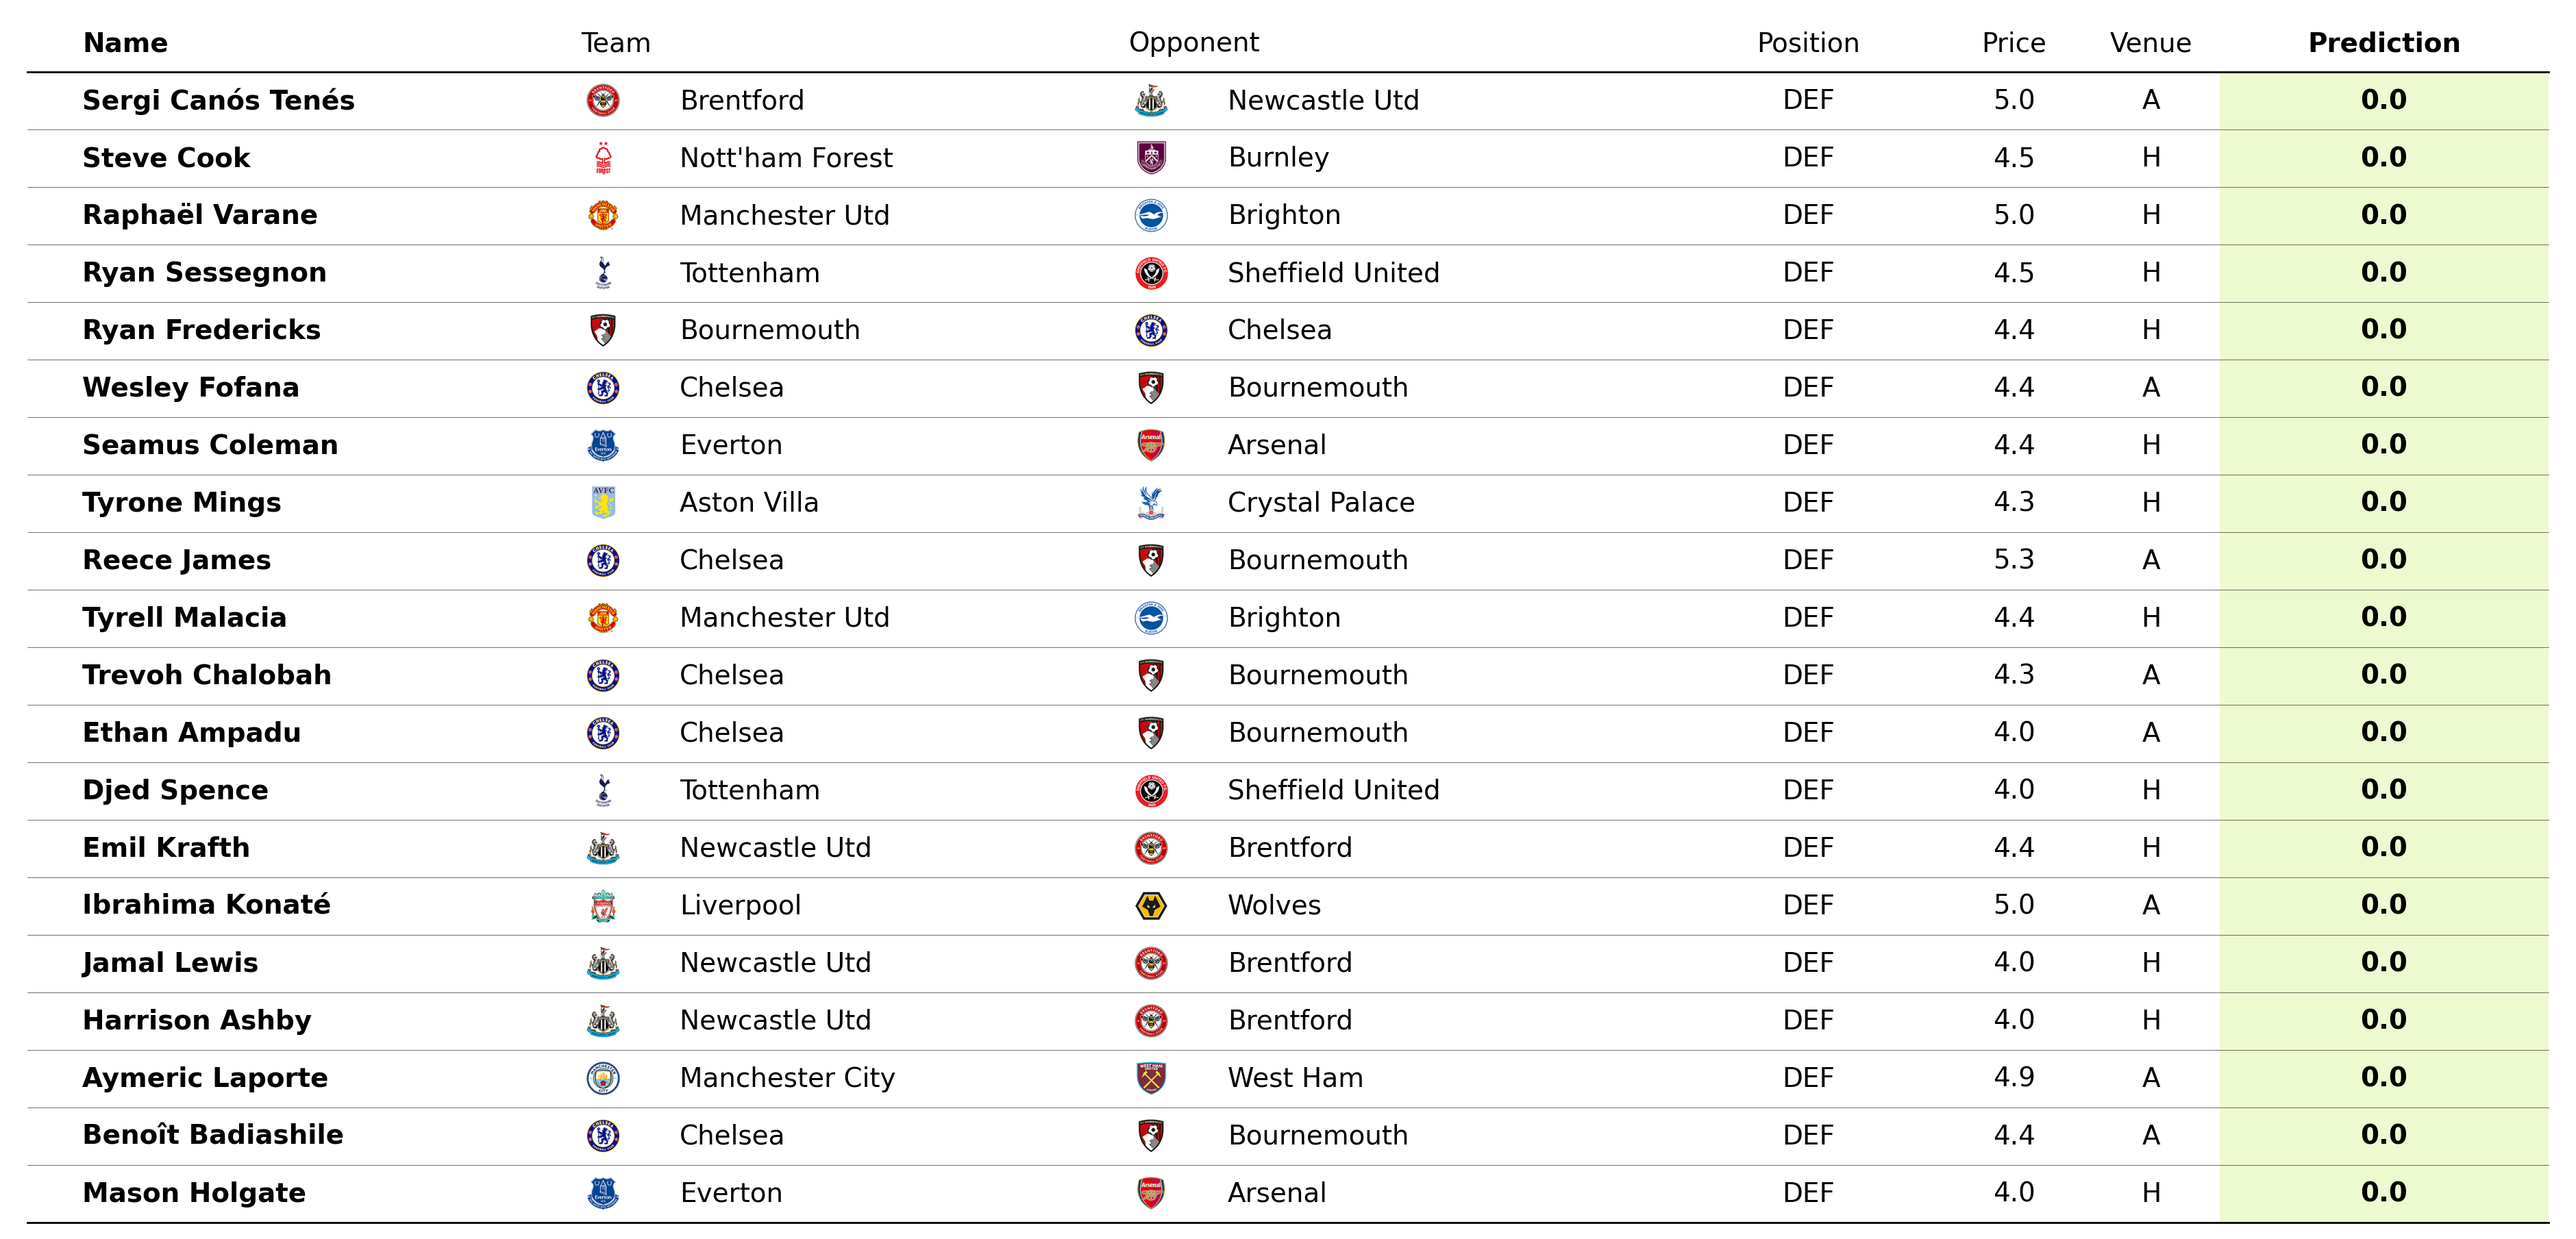 Name Team Opponent Position Price Venue Prediction
Sergi Canós Tenés Brentford Newcastle Utd DEF 5.0 A 0.0
Steve Cook Nott'ham Forest Burnley DEF 4.5 H 0.0
Raphaël Varane Manchester Utd Brighton DEF 5.0 H 0.0
Ryan Sessegnon Tottenham Sheffield United DEF 4.5 H 0.0
Ryan Fredericks Bournemouth Chelsea DEF 4.4 H 0.0
Wesley Fofana Chelsea Bournemouth DEF 4.4 A 0.0
Seamus Coleman Everton Arsenal DEF 4.4 H 0.0
Tyrone Mings Aston Villa Crystal Palace DEF 4.3 H 0.0
Reece James Chelsea Bournemouth DEF 5.3 A 0.0
Tyrell Malacia Manchester Utd Brighton DEF 4.4 H 0.0
Trevoh Chalobah Chelsea Bournemouth DEF 4.3 A 0.0
Ethan Ampadu Chelsea Bournemouth DEF 4.0 A 0.0
Djed Spence Tottenham Sheffield United DEF 4.0 H 0.0
Emil Krafth Newcastle Utd Brentford DEF 4.4 H 0.0
Ibrahima Konaté Liverpool Wolves DEF 5.0 A 0.0
Jamal Lewis Newcastle Utd Brentford DEF 4.0 H 0.0
Harrison Ashby Newcastle Utd Brentford DEF 4.0 H 0.0
Aymeric Laporte Manchester City West Ham DEF 4.9 A 0.0
Benoît Badiashile Chelsea Bournemouth DEF 4.4 A 0.0
Mason Holgate Everton Arsenal DEF 4.0 H 0.0